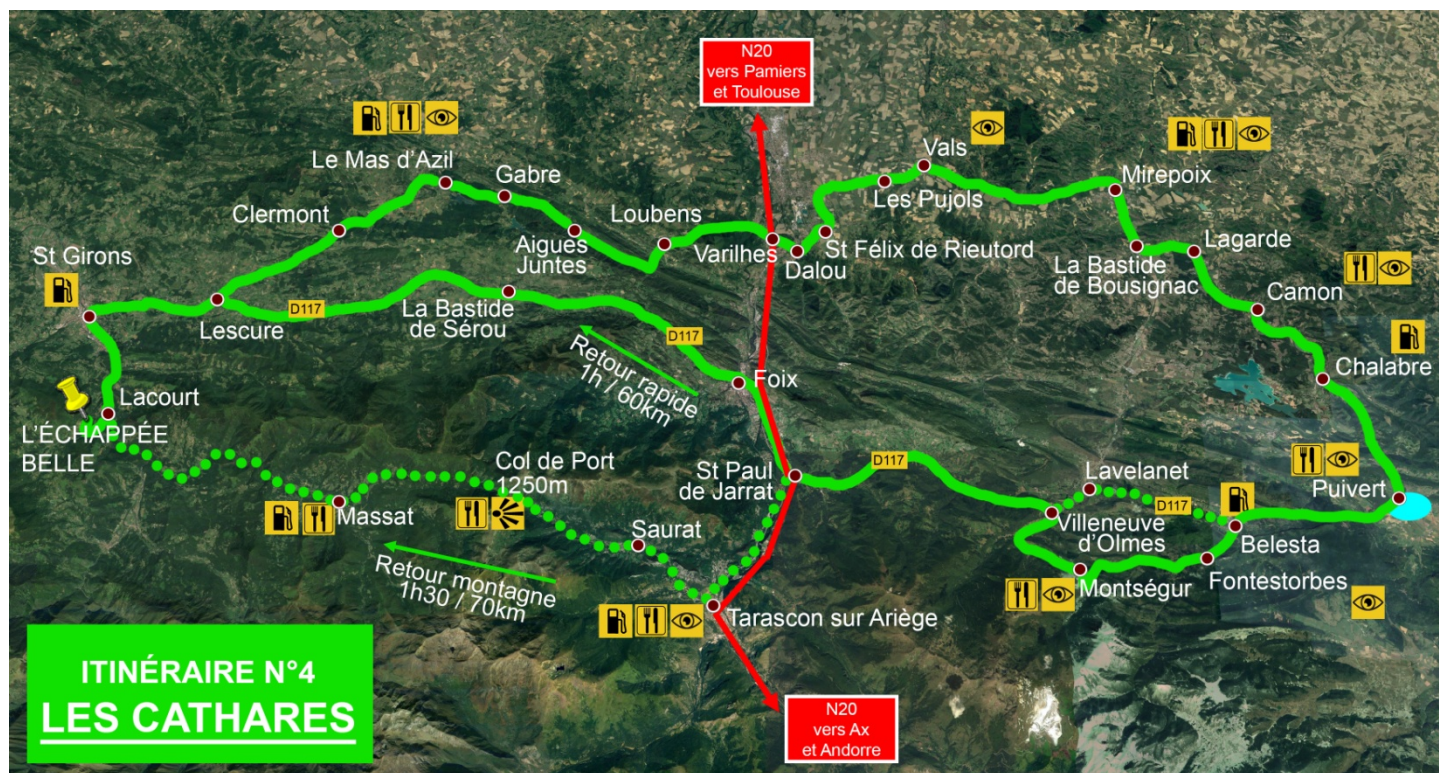 N20
vers Pamiers
et Toulouse
Vals
Le Mas d’Azil
Gabre
Mirepoix
Les Pujols
Clermont
Loubens
Aigues
Juntes
Varilhes
Dalou
St Félix de Rieutord
Lagarde
La Bastide
de Bousignac
St Girons
Camon
Lescure
D117
La Bastide
de Sérou
D117
Retour rapide
1h / 60km
Foix
Chalabre
Lacourt
L’ÉCHAPPÉE
BELLE
Col de Port
1250m
St Paul
de Jarrat
D117
Lavelanet
D117
Puivert
Massat
Saurat
Villeneuve
d’Olmes
Belesta
Fontestorbes
Montségur
Retour montagne
1h30 / 70km
Tarascon sur Ariège
ITINÉRAIRE N°4
LES CATHARES
N20
vers Ax
et Andorre